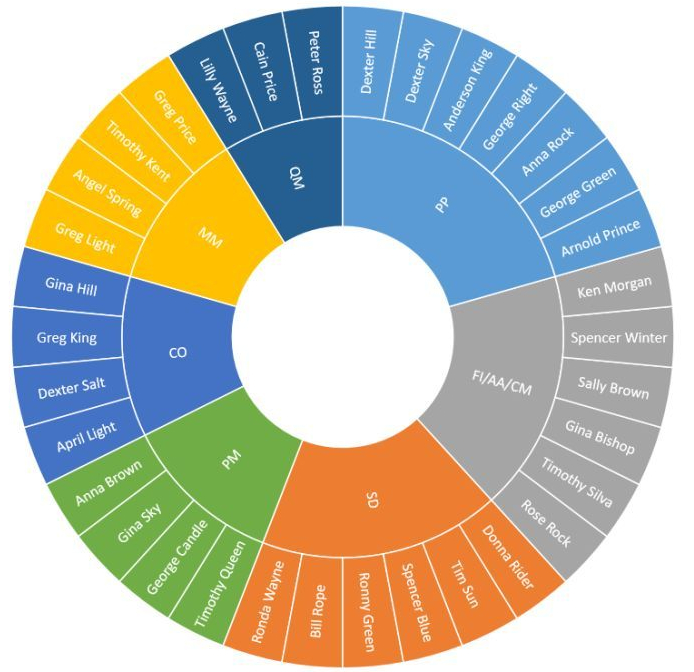 PP
Dexter Hill
Dexter Sky
Anderson King
George Right
Anna Rock
George Green
Arnold Prince
FI/AA/CM
Ken Morgan
Spencer Winter
Sally Brown
Gina Bishop
Timothy Silva
Rose Rock
SD
Donna Rider
Tim Sun
Spencer Blue
Ronny Green
Bill Rope
Ronda Wayne
PM
Timothy Queen
George Candle
Gina Sky
Anna Brown
CO
April Light
Dexter Salt
Greg King
Gina Hill
MM
Greg Light
Angel Spring
Timothy Kent
Greg Price
QM
Lilly Wayne
Cain Price
Peter Ross